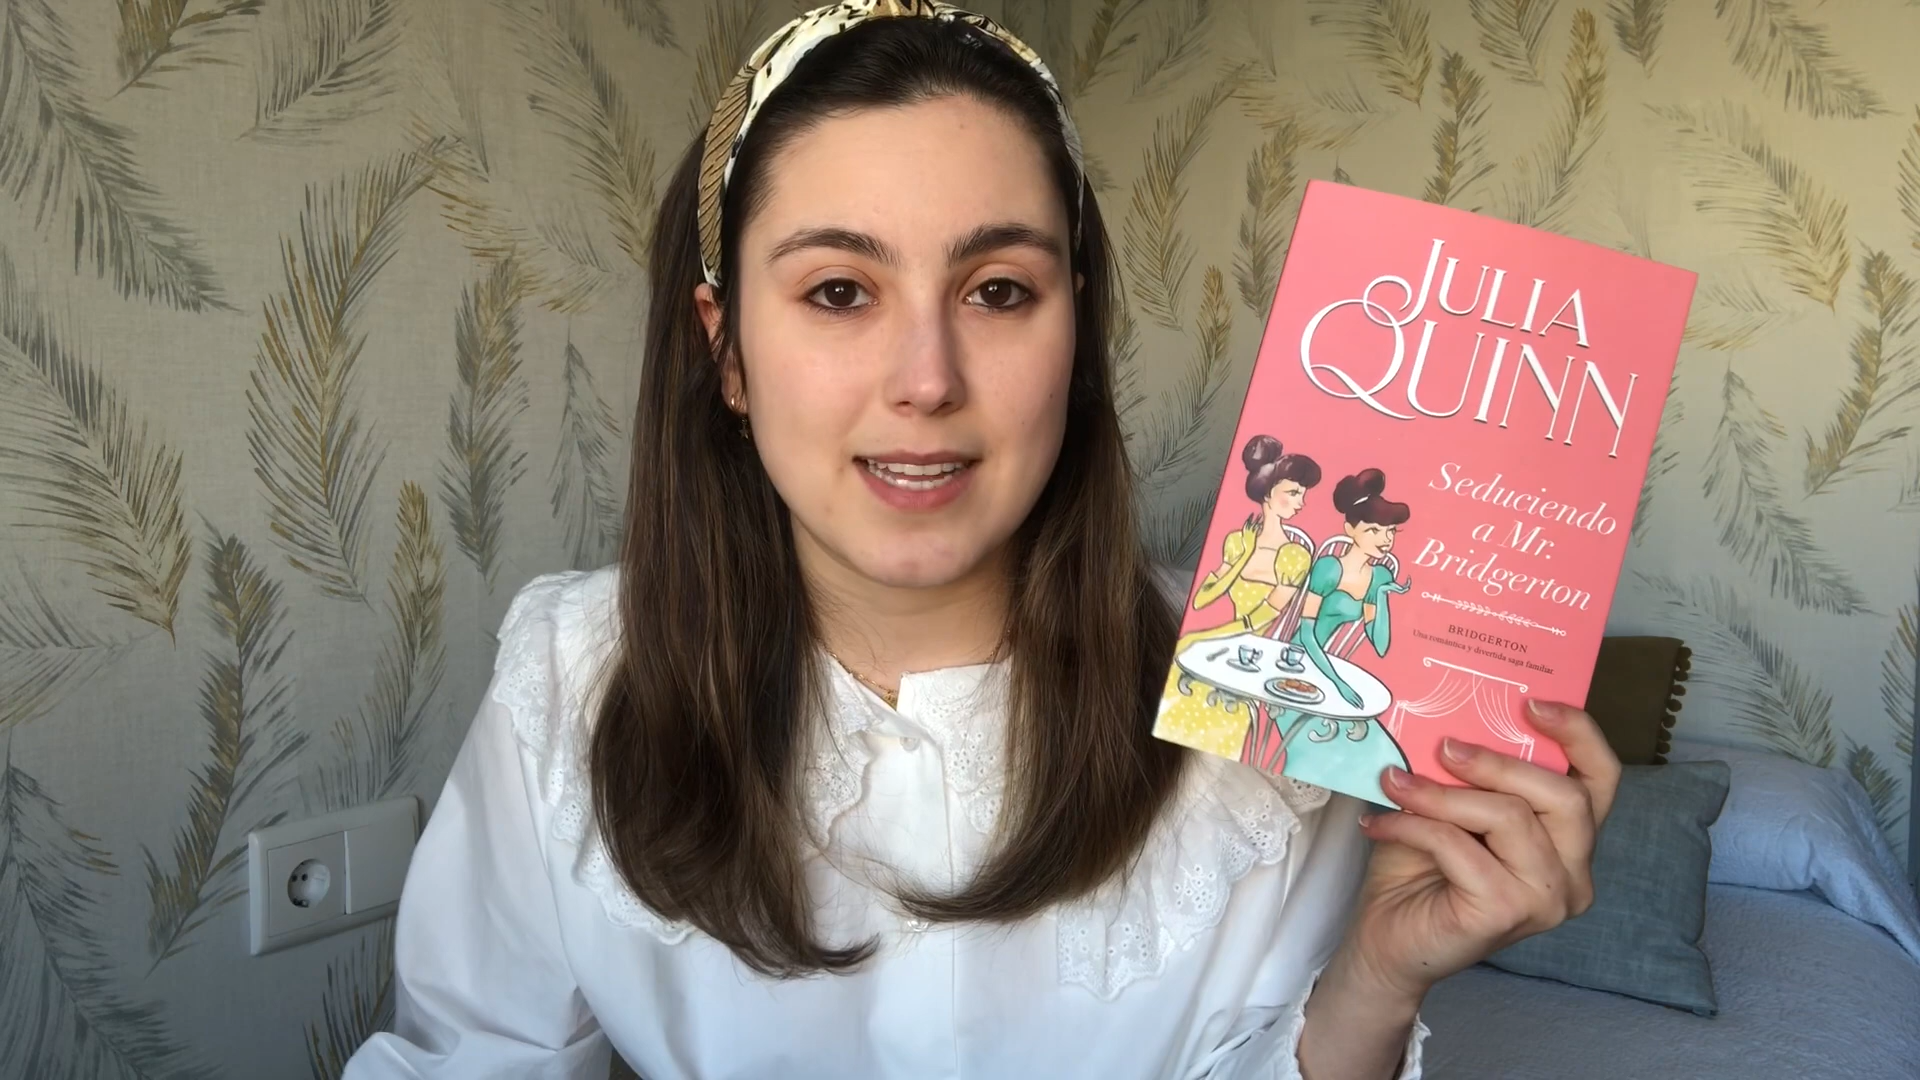 JULIA
QUINN
Seduciendo
a Mr.
Bridgerton
BRIDGERTON
Una romántica y divertida saga familiar